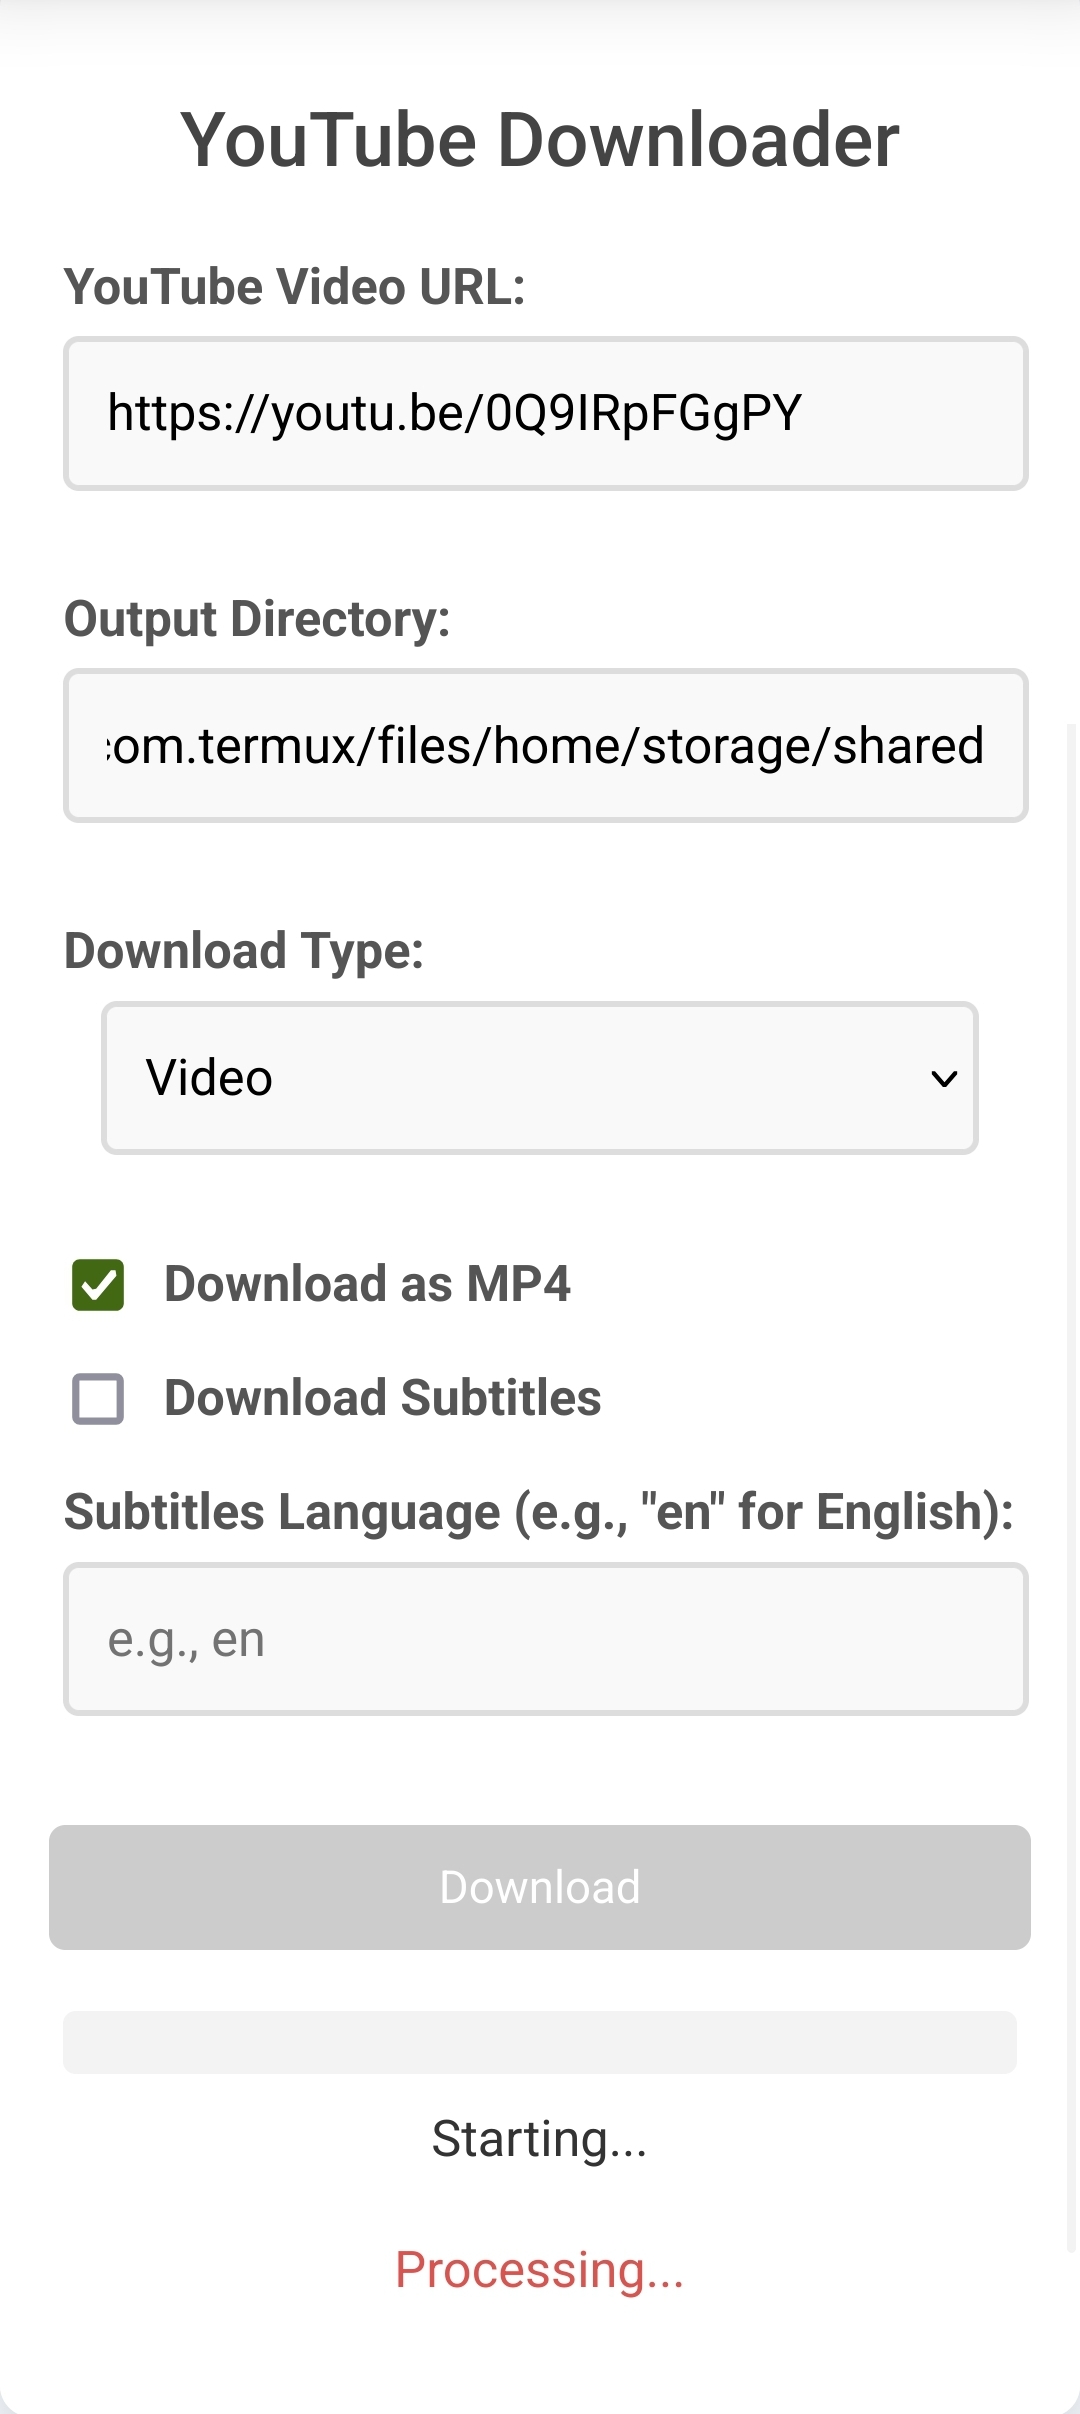 YouTube Downloader
YouTube Video URL:
https://youtu.be/0Q9IRpFGgPY
Output Directory:
com.termux/files/home/storage/shared
Download Type:
Video
Download as MP4
Download Subtitles
Subtitles Language (e.g., "en" for English):
e.g., en
Download
Starting...
Processing...